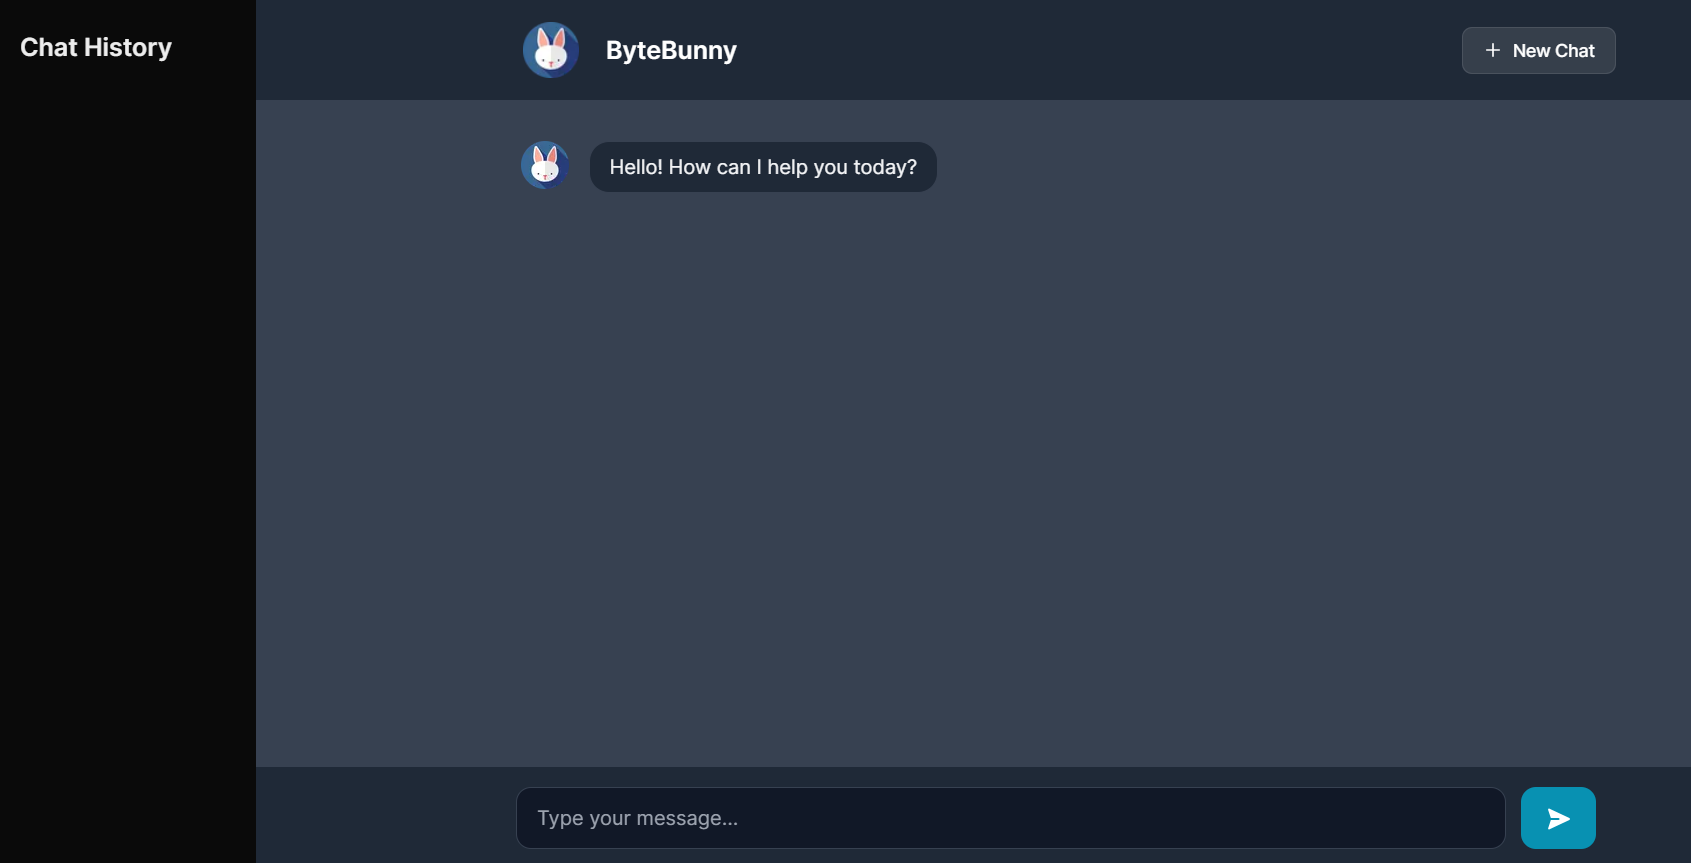 Chat History
ByteBunny
New Chat
Hello! How can I help you today?
Type your message...